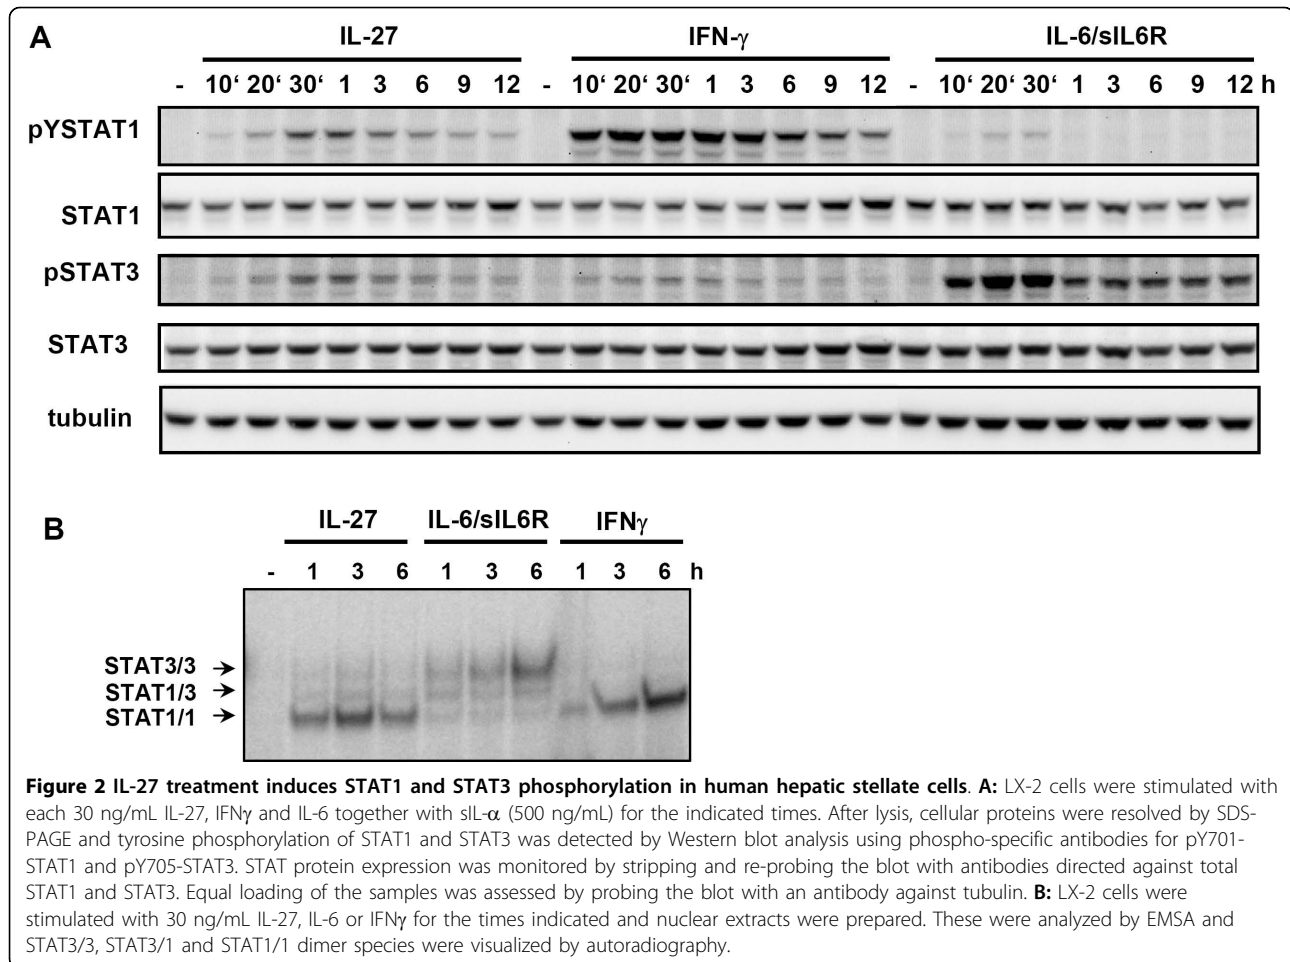 A
IL-27 IFN-γ IL-6/sIL6R
- 10‘ 20‘ 30‘ 1 3 6 9 12 - 10‘ 20‘ 30‘ 1 3 6 9 12 - 10‘ 20‘ 30‘ 1 3 6 9 12 h
pYSTAT1
STAT1
pSTAT3
STAT3
tubulin
B
IL-27 IL-6/sIL6R IFNγ
- 1 3 6 1 3 6 1 3 6 h
STAT3/3
STAT1/3
STAT1/1
Figure 2 IL-27 treatment induces STAT1 and STAT3 phosphorylation in human hepatic stellate cells. A: LX-2 cells were stimulated with
each 30 ng/mL IL-27, IFNγ and IL-6 together with sIL-α (500 ng/mL) for the indicated times. After lysis, cellular proteins were resolved by SDS-
PAGE and tyrosine phosphorylation of STAT1 and STAT3 was detected by Western blot analysis using phospho-specific antibodies for pY701-
STAT1 and pY705-STAT3. STAT protein expression was monitored by stripping and re-probing the blot with antibodies directed against total
STAT1 and STAT3. Equal loading of the samples was assessed by probing the blot with an antibody against tubulin. B: LX-2 cells were
stimulated with 30 ng/mL IL-27, IL-6 or IFNγ for the times indicated and nuclear extracts were prepared. These were analyzed by EMSA and
STAT3/3, STAT3/1 and STAT1/1 dimer species were visualized by autoradiography.